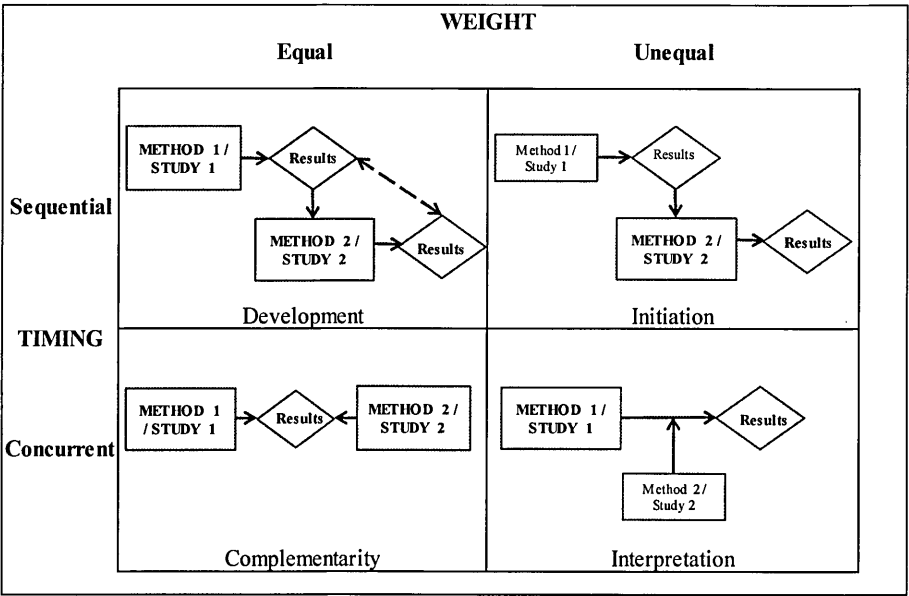 WEIGHT
Equal
Unequal
Sequential
METHOD 1 /
STUDY 1
Results
METHOD 2 /
STUDY 2
Results
Development
Method 1 /
Study 1
Results
METHOD 2 /
STUDY 2
Results
Initiation
TIMING
Concurrent
METHOD 1
/ STUDY 1
Results
METHOD 2 /
STUDY 2
Complementarity
METHOD 1 /
STUDY 1
Results
Method 2 /
Study 2
Interpretation